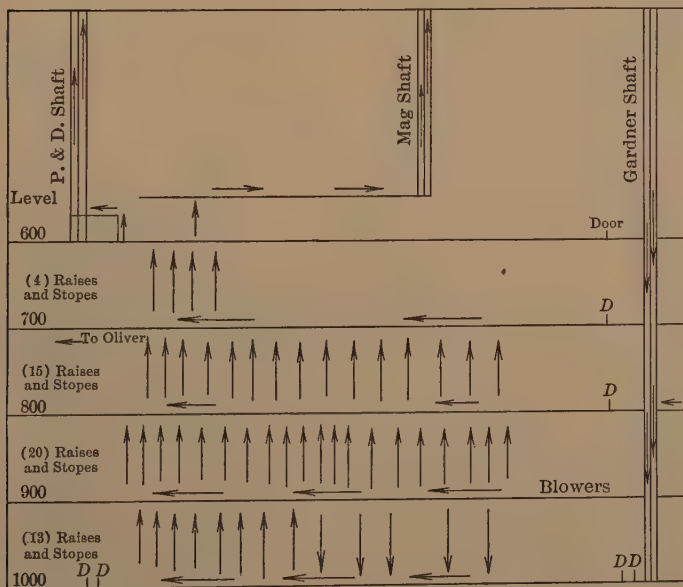 P. & D. Shaft
Mag Shaft
Gardner Shaft
Level
600
Door
(4) Raises
and Stopes
700
D
To Oliver
(15) Raises
and Stopes
800
D
(20) Raises
and Stopes
900
Blowers
(13) Raises
and Stopes
1000
D D
D D